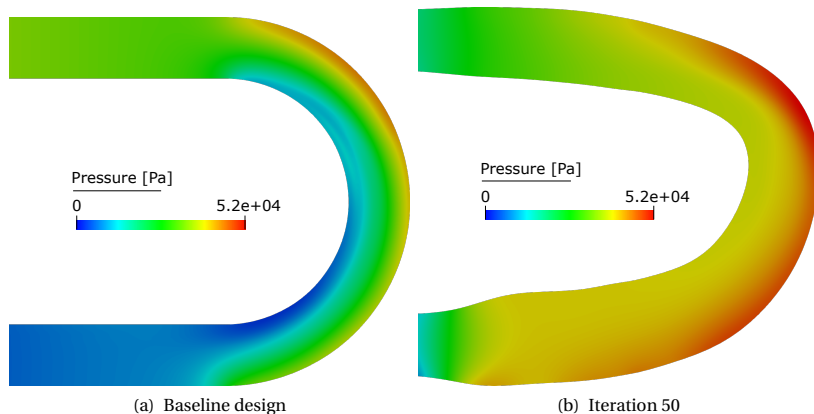 Pressure [Pa]
0 5.2e+04
Pressure [Pa]
0 5.2e+04
(a) Baseline design
(b) Iteration 50